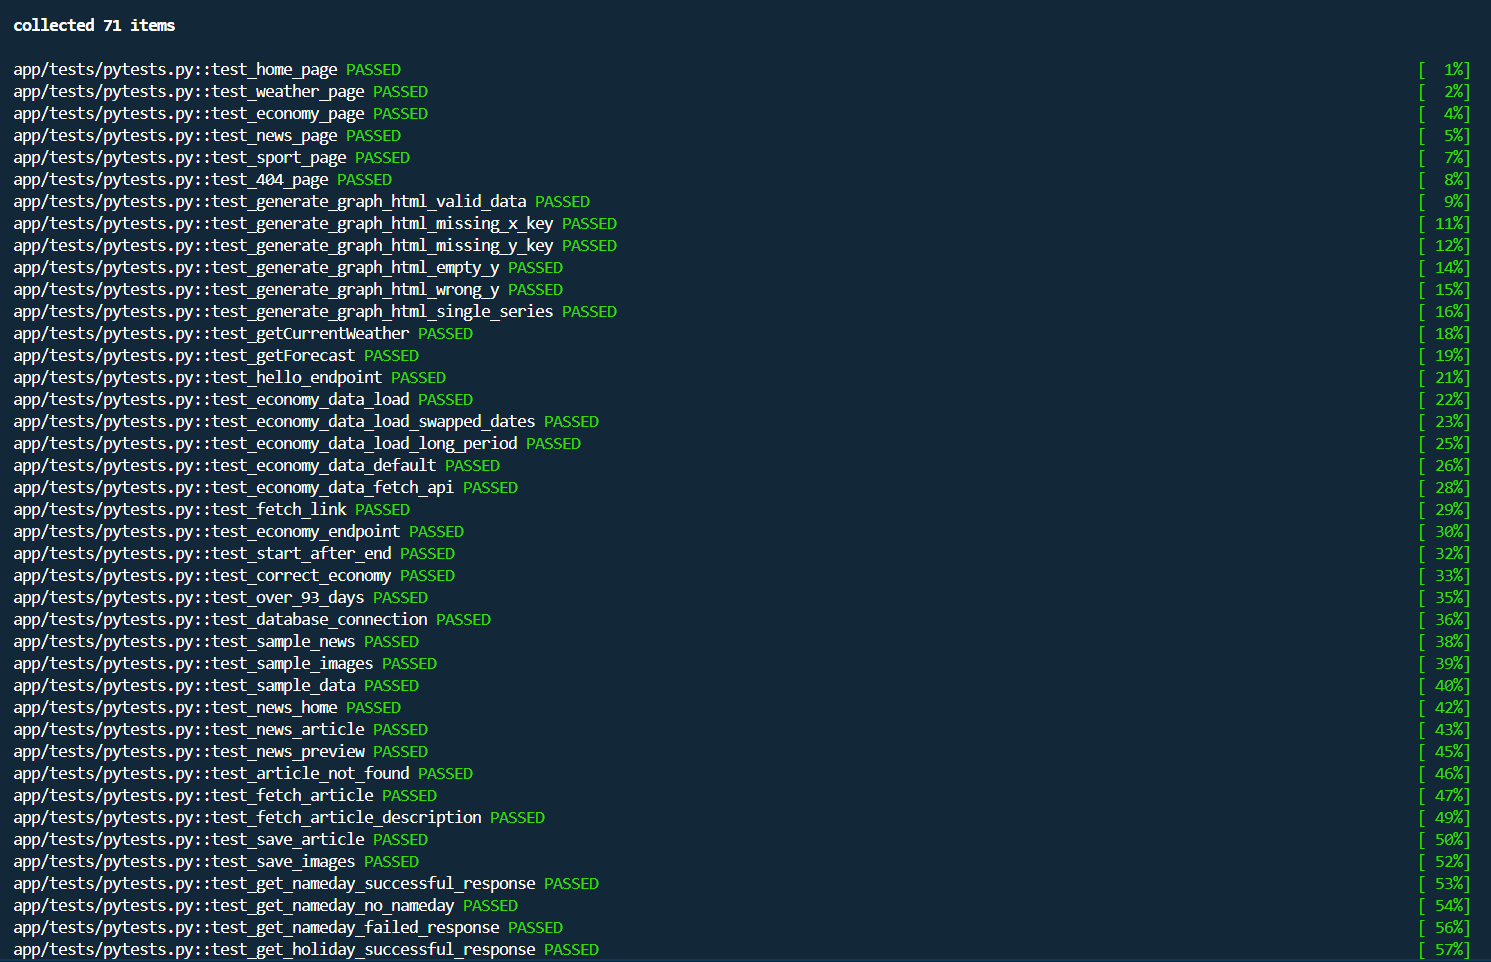 collected 71 items
app/tests/pytests.py::test_home_page PASSED [  1%]
app/tests/pytests.py::test_weather_page PASSED [  2%]
app/tests/pytests.py::test_economy_page PASSED [  4%]
app/tests/pytests.py::test_news_page PASSED [  5%]
app/tests/pytests.py::test_sport_page PASSED [  7%]
app/tests/pytests.py::test_404_page PASSED [  8%]
app/tests/pytests.py::test_generate_graph_html_valid_data PASSED [  9%]
app/tests/pytests.py::test_generate_graph_html_missing_x_key PASSED [ 11%]
app/tests/pytests.py::test_generate_graph_html_missing_y_key PASSED [ 12%]
app/tests/pytests.py::test_generate_graph_html_empty_y PASSED [ 14%]
app/tests/pytests.py::test_generate_graph_html_wrong_y PASSED [ 15%]
app/tests/pytests.py::test_generate_graph_html_single_series PASSED [ 16%]
app/tests/pytests.py::test_getCurrentWeather PASSED [ 18%]
app/tests/pytests.py::test_getForecast PASSED [ 19%]
app/tests/pytests.py::test_hello_endpoint PASSED [ 21%]
app/tests/pytests.py::test_economy_data_load PASSED [ 22%]
app/tests/pytests.py::test_economy_data_load_swapped_dates PASSED [ 23%]
app/tests/pytests.py::test_economy_data_load_long_period PASSED [ 25%]
app/tests/pytests.py::test_economy_data_default PASSED [ 26%]
app/tests/pytests.py::test_economy_data_fetch_api PASSED [ 28%]
app/tests/pytests.py::test_fetch_link PASSED [ 29%]
app/tests/pytests.py::test_economy_endpoint PASSED [ 30%]
app/tests/pytests.py::test_start_after_end PASSED [ 32%]
app/tests/pytests.py::test_correct_economy PASSED [ 33%]
app/tests/pytests.py::test_over_93_days PASSED [ 35%]
app/tests/pytests.py::test_database_connection PASSED [ 36%]
app/tests/pytests.py::test_sample_news PASSED [ 38%]
app/tests/pytests.py::test_sample_images PASSED [ 39%]
app/tests/pytests.py::test_sample_data PASSED [ 40%]
app/tests/pytests.py::test_news_home PASSED [ 42%]
app/tests/pytests.py::test_news_article PASSED [ 43%]
app/tests/pytests.py::test_news_preview PASSED [ 45%]
app/tests/pytests.py::test_article_not_found PASSED [ 46%]
app/tests/pytests.py::test_fetch_article PASSED [ 47%]
app/tests/pytests.py::test_fetch_article_description PASSED [ 49%]
app/tests/pytests.py::test_save_article PASSED [ 50%]
app/tests/pytests.py::test_save_images PASSED [ 52%]
app/tests/pytests.py::test_get_nameday_successful_response PASSED [ 53%]
app/tests/pytests.py::test_get_nameday_no_nameday PASSED [ 54%]
app/tests/pytests.py::test_get_nameday_failed_response PASSED [ 56%]
app/tests/pytests.py::test_get_holiday_successful_response PASSED [ 57%]